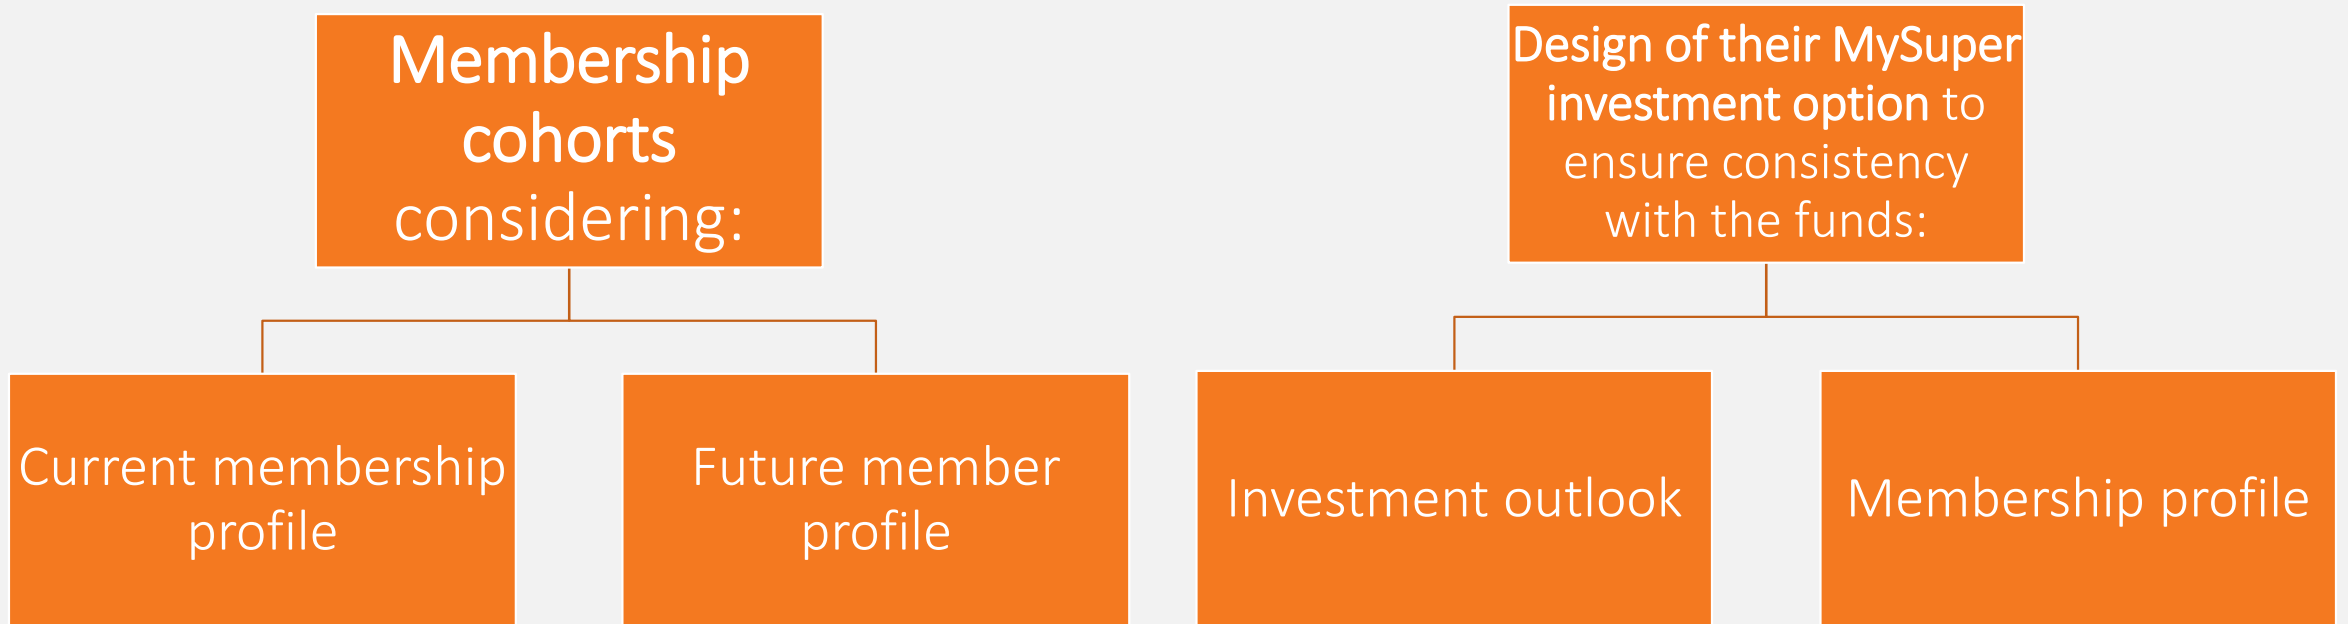 Membership
cohorts
considering:
Current membership
profile
Future member
profile
Design of their MySuper
investment option to
ensure consistency
with the funds:
Investment outlook
Membership profile